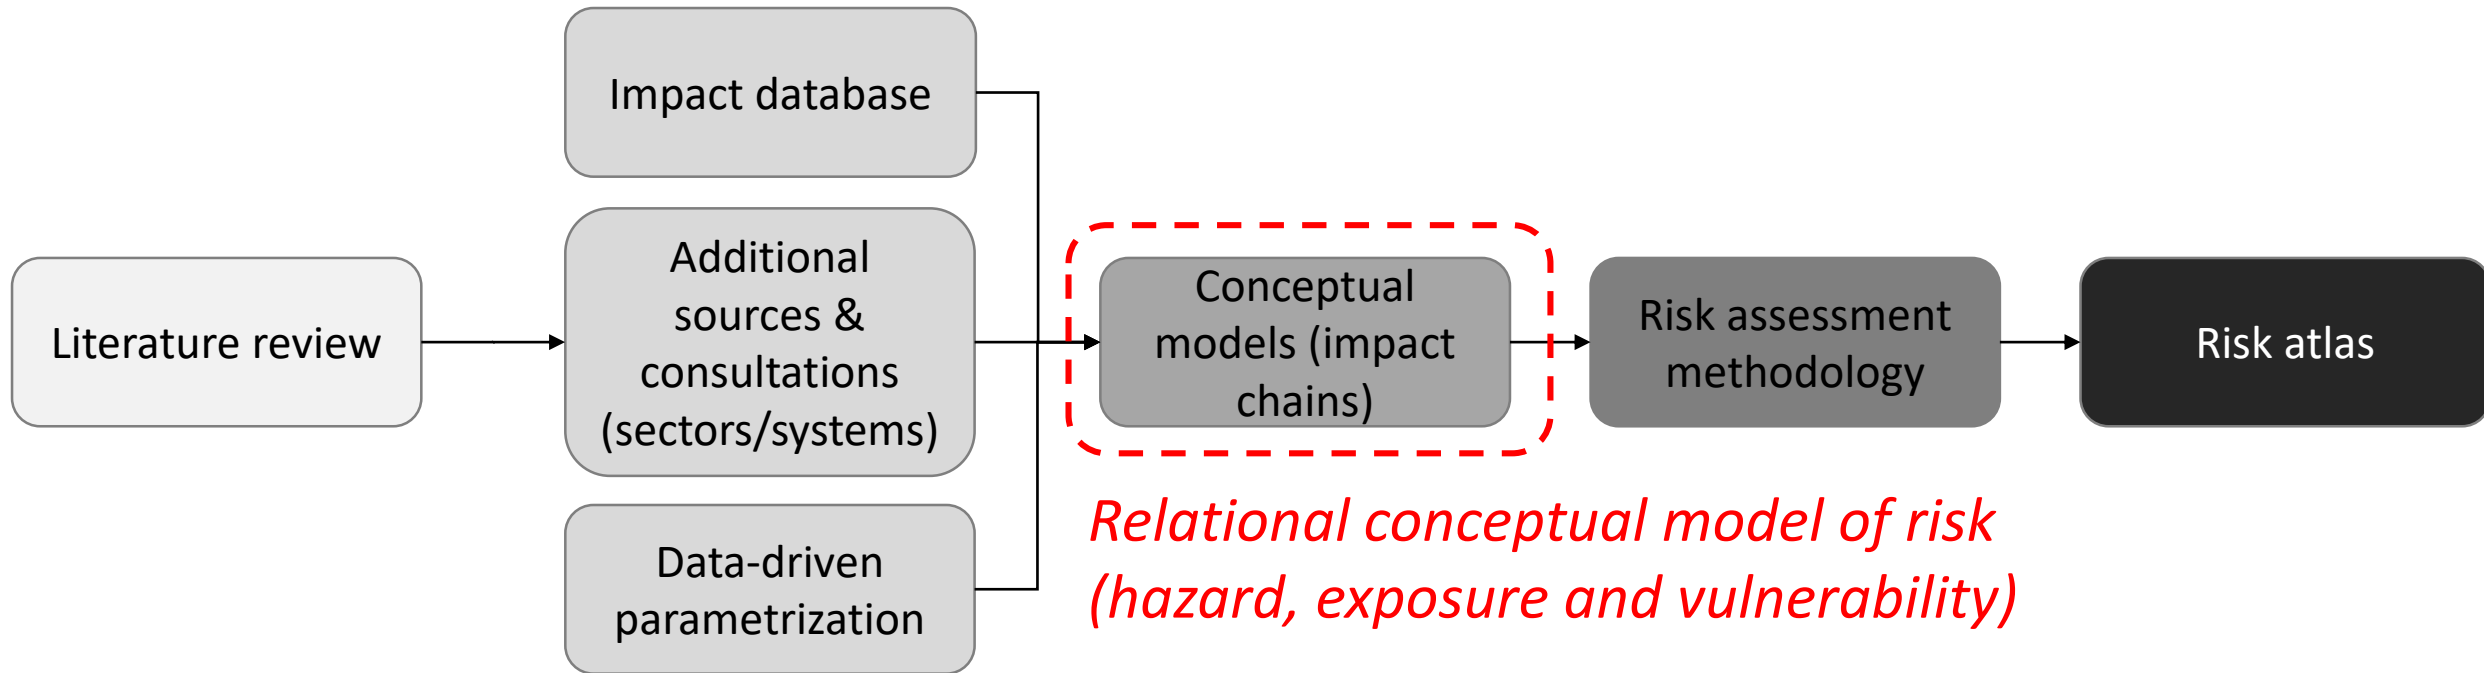 Literature review
Impact database
Additional
sources &
consultations
(sectors/systems)
Data-driven
parametrization
Conceptual
models (impact
chains)
Relational conceptual model of risk
(hazard, exposure and vulnerability)
Risk assessment
methodology
Risk atlas